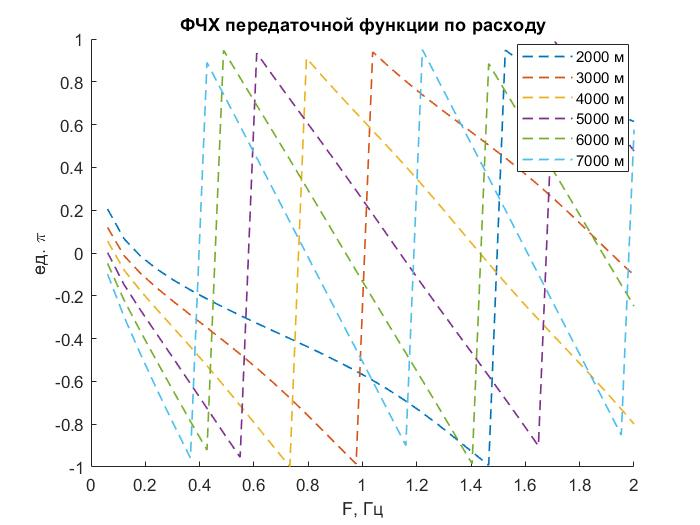 ФЧХ передаточной функции по расходу
1
0.8
0.6
0.4
0.2
0
-0.2
-0.4
-0.6
-0.8
-1
ед. π
2000 м
3000 м
4000 м
5000 м
6000 м
7000 м
0 0.2 0.4 0.6 0.8 1 1.2 1.4 1.6 1.8 2
F, Гц